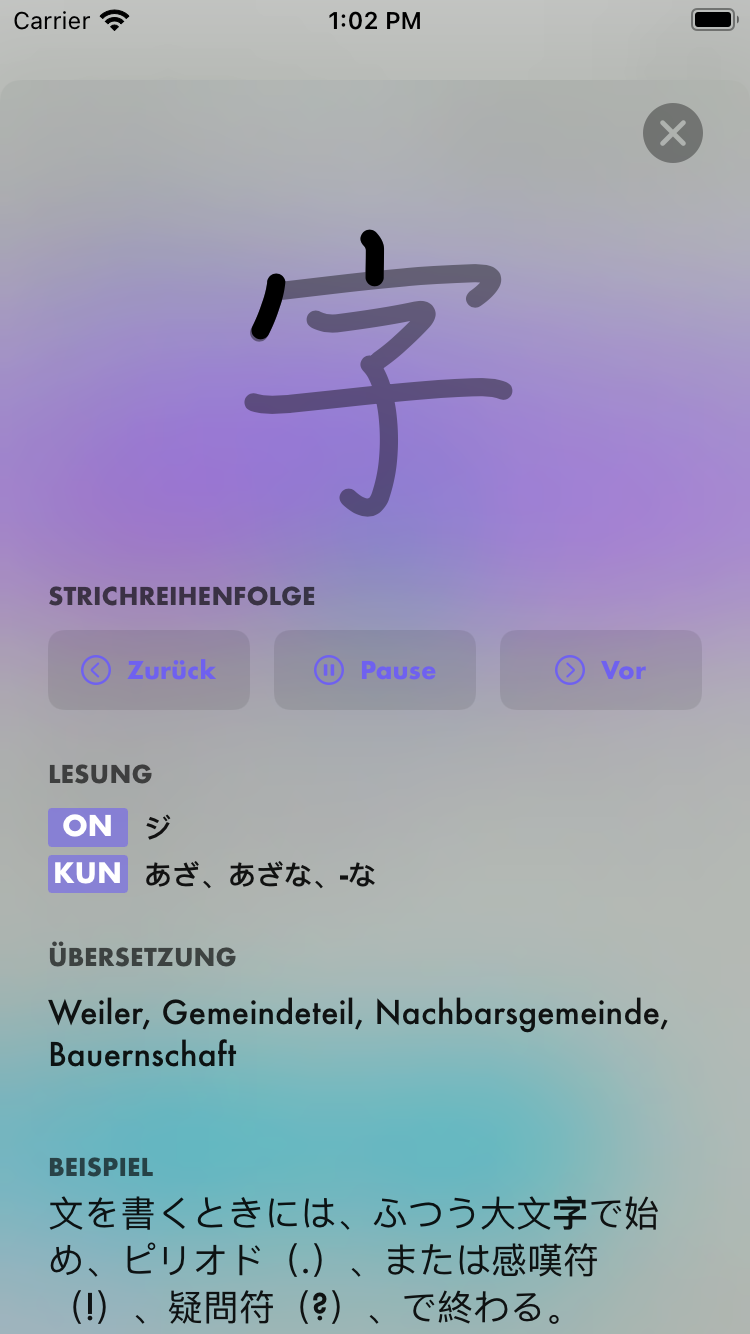 Carrier 1:02 PM
字
STRICHREIHENFOLGE
Zurück Pause Vor
LESUNG
ON ジ
KUN あざ、あざな、-な
ÜBERSETZUNG
Weiler, Gemeindeteil, Nachbarsgemeinde,
Bauernschaft
BEISPIEL
文を書くときには、ふつう大文字で始
め、ピリオド（.）、または感嘆符
（!）、疑問符（?）、で終わる。